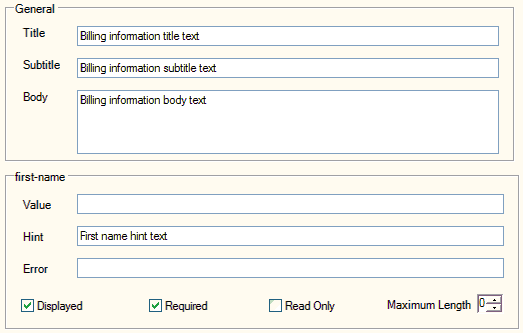 General
Title Billing information title text
Subtitle Billing information subtitle text
Body Billing information body text
first-name
Value
Hint First name hint text
Error
Displayed Required Read Only Maximum Length 0